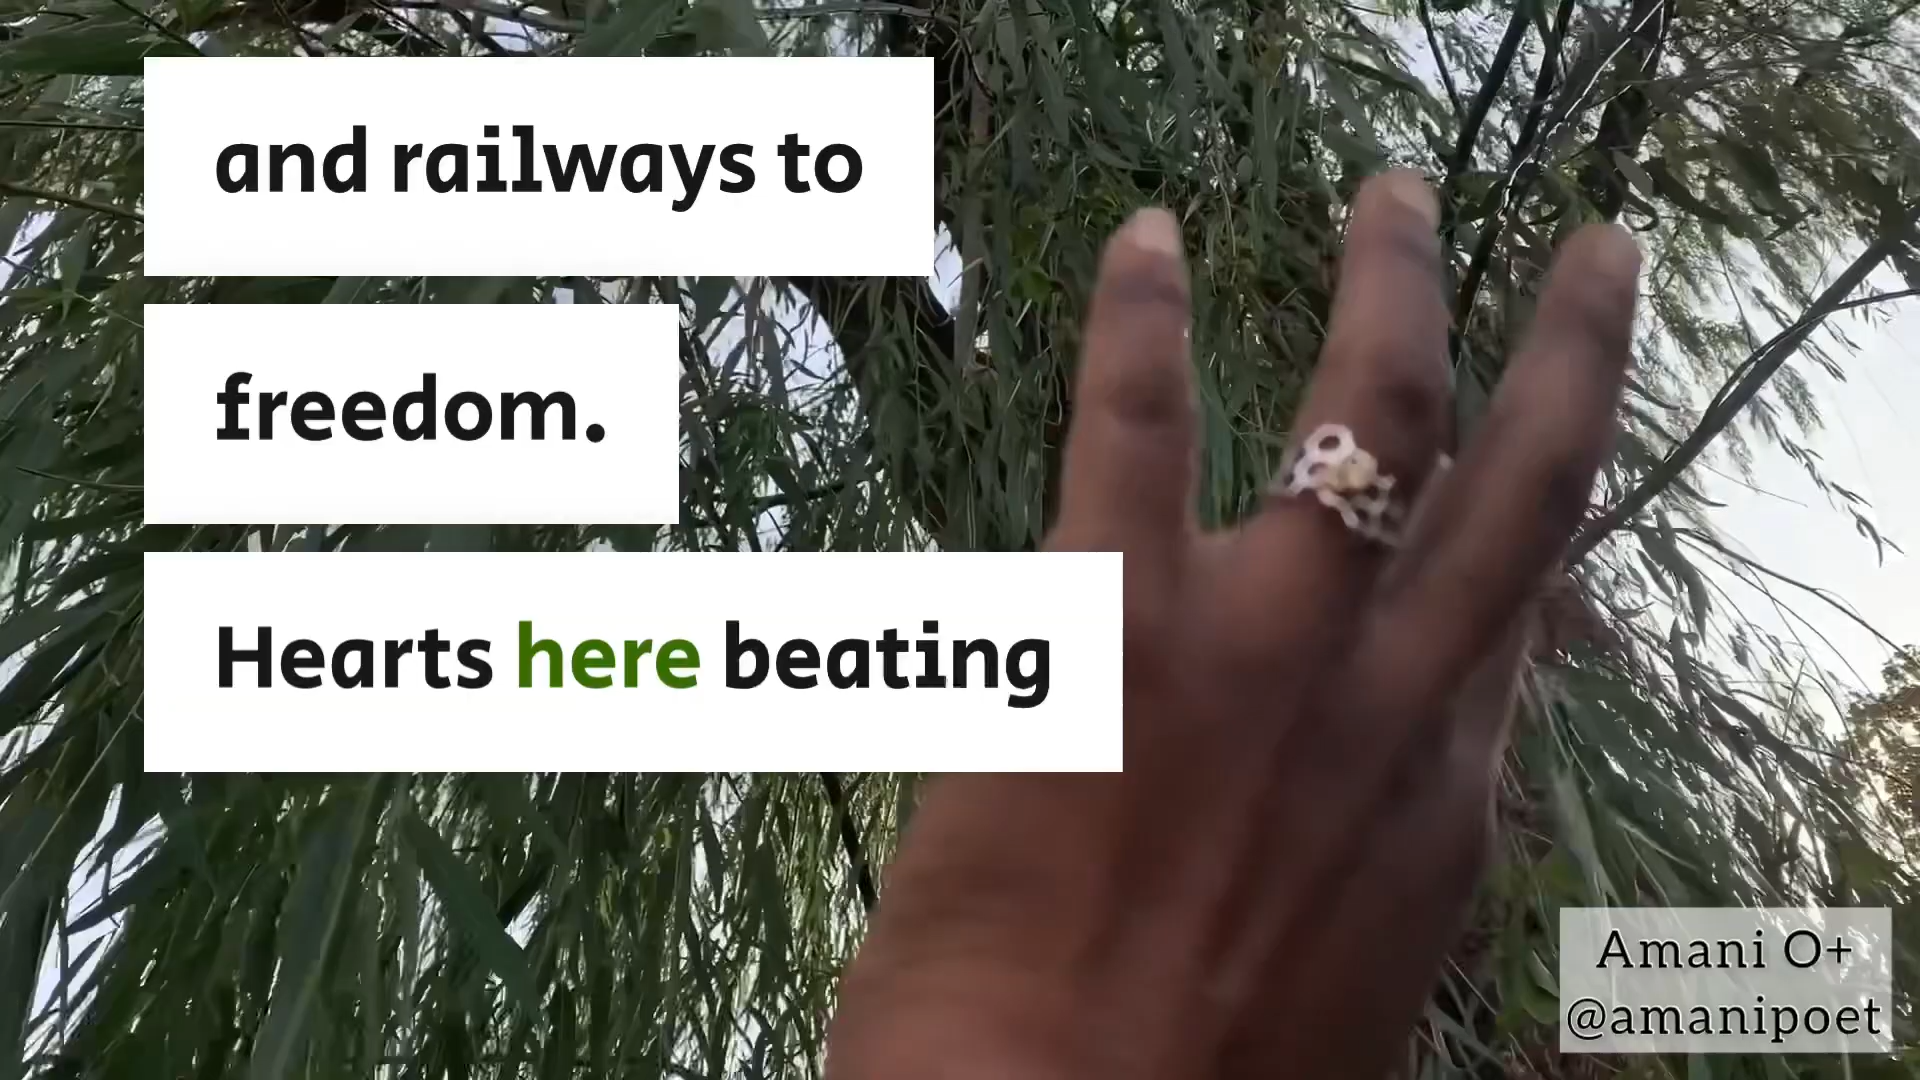 and railways to
freedom.
Hearts here beating
Amani O+
@amanipoet